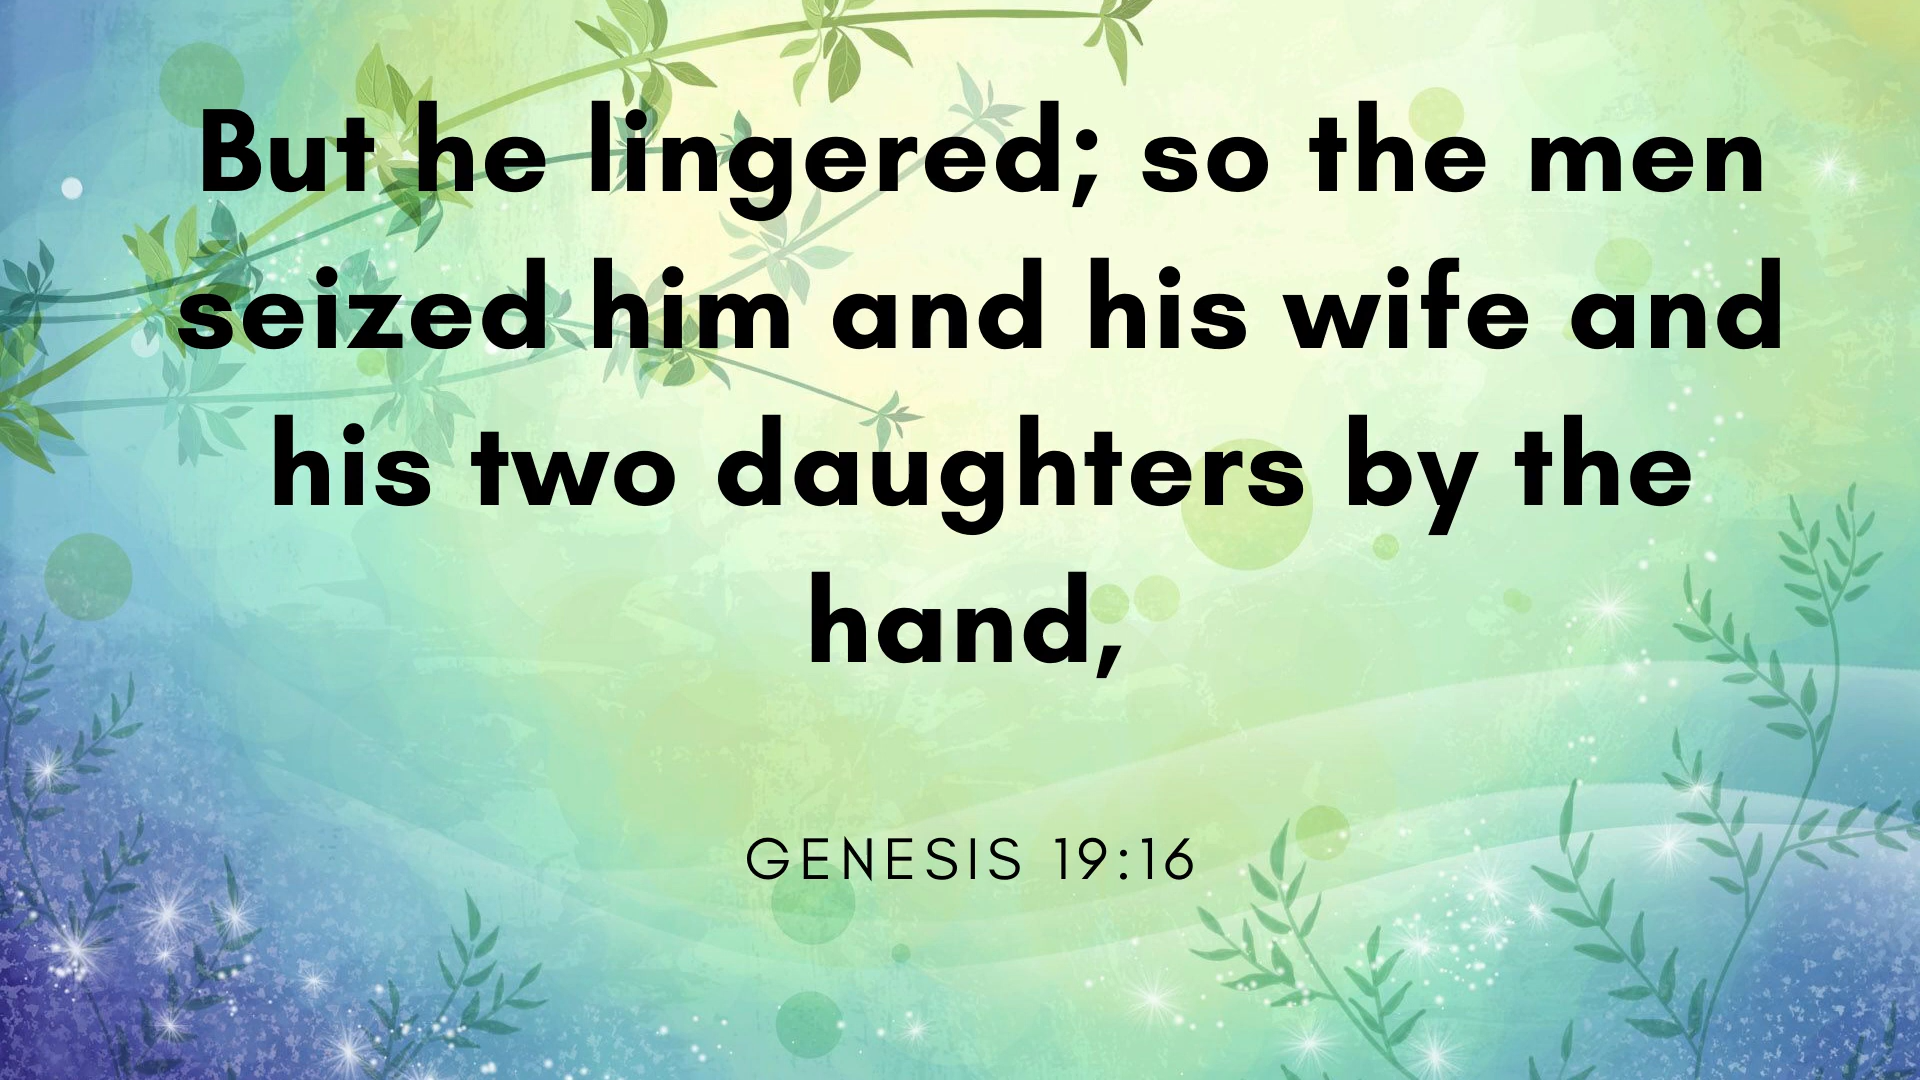 But he lingered; so the men
seized him and his wife and
his two daughters by the
hand,
GENESIS 19:16